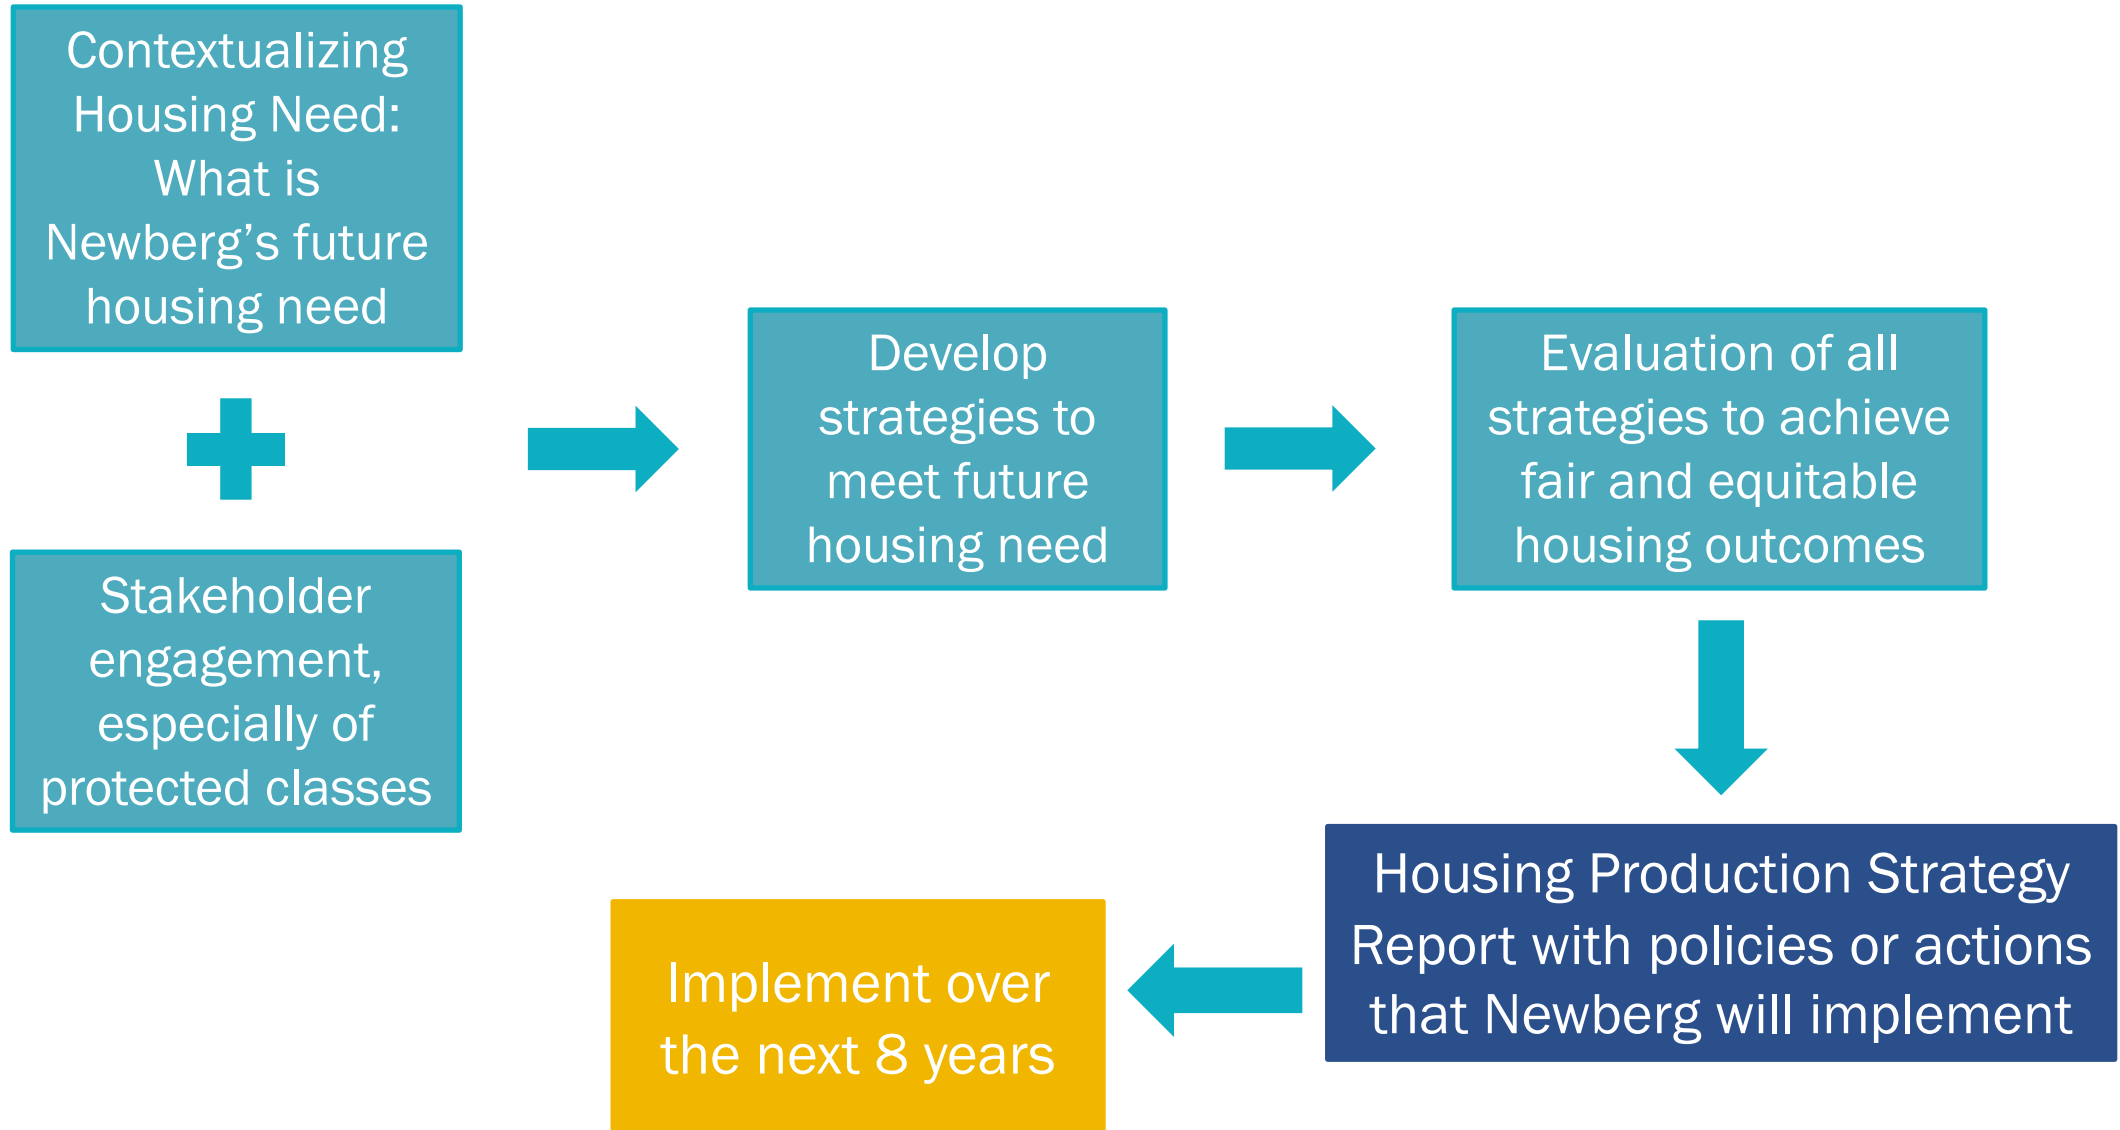 Contextualizing
Housing Need:
What is
Newberg’s future
housing need
Stakeholder
engagement,
especially of
protected classes
Develop
strategies to
meet future
housing need
Evaluation of all
strategies to achieve
fair and equitable
housing outcomes
Housing Production Strategy
Report with policies or actions
that Newberg will implement
Implement over
the next 8 years